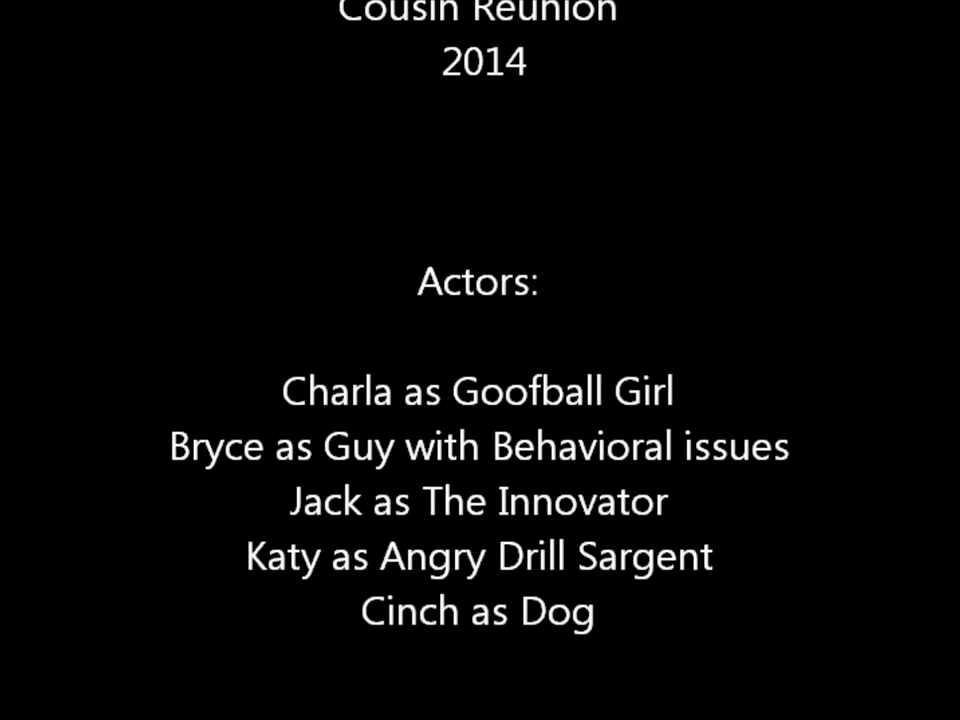 Cousin Reunion
2014
Actors:
Charla as Goofball Girl
Bryce as Guy with Behavioral issues
Jack as The Innovator
Katy as Angry Drill Sargent
Cinch as Dog